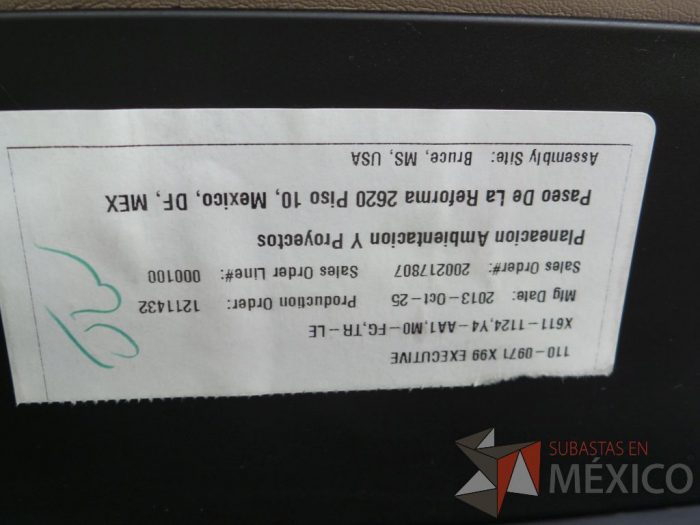 110-0971 X99 EXECUTIVE
X611-1124,Y4-AA1,M0-FG,TR-LE
Mfg Date: 2013-Oct-25 Production Order: 1211432
Sales Order#: 200217807 Sales Order Line#: 000100
Planeacion Ambientacion Y Proyectos
Paseo De La Reforma 2620 Piso 10, Mexico, DF, MEX
Assembly Site: Bruce, MS, USA
SUBASTAS EN
MÉXICO